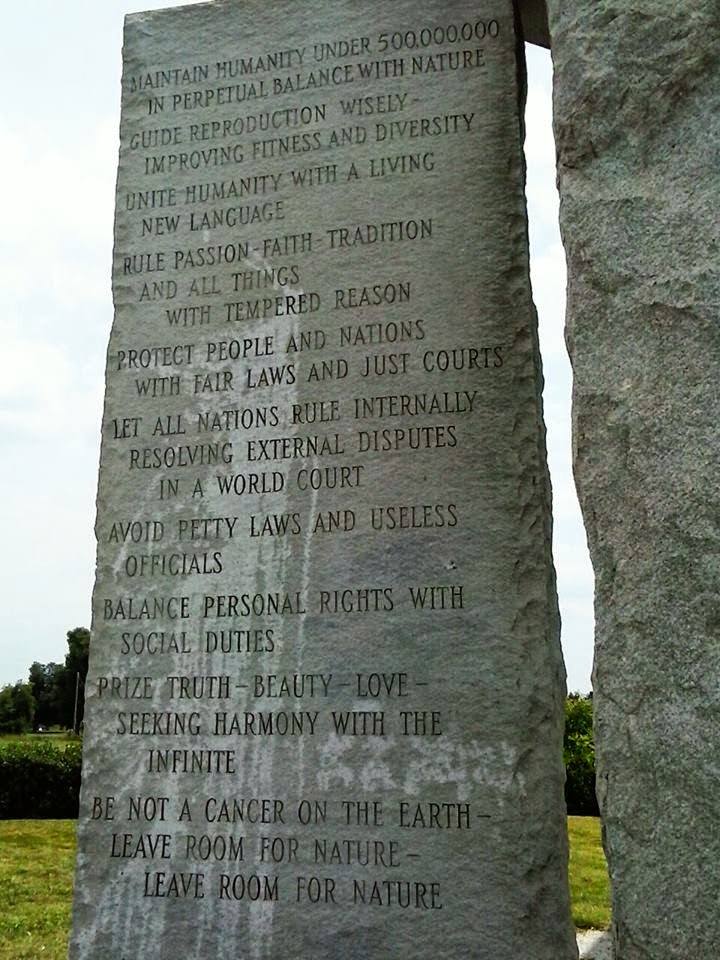 MAINTAIN HUMANITY UNDER 500,000,000
IN PERPETUAL BALANCE WITH NATURE
GUIDE REPRODUCTION WISELY-
IMPROVING FITNESS AND DIVERSITY
UNITE HUMANITY WITH A LIVING
NEW LANGUAGE
RULE PASSION-FAITH-TRADITION
AND ALL THINGS
WITH TEMPERED REASON
PROTECT PEOPLE AND NATIONS
WITH FAIR LAWS AND JUST COURTS
LET ALL NATIONS RULE INTERNALLY
RESOLVING EXTERNAL DISPUTES
IN A WORLD COURT
AVOID PETTY LAWS AND USELESS
OFFICIALS
BALANCE PERSONAL RIGHTS WITH
SOCIAL DUTIES
PRIZE TRUTH-BEAUTY-LOVE-
SEEKING HARMONY WITH THE
INFINITE
BE NOT A CANCER ON THE EARTH-
LEAVE ROOM FOR NATURE-
LEAVE ROOM FOR NATURE